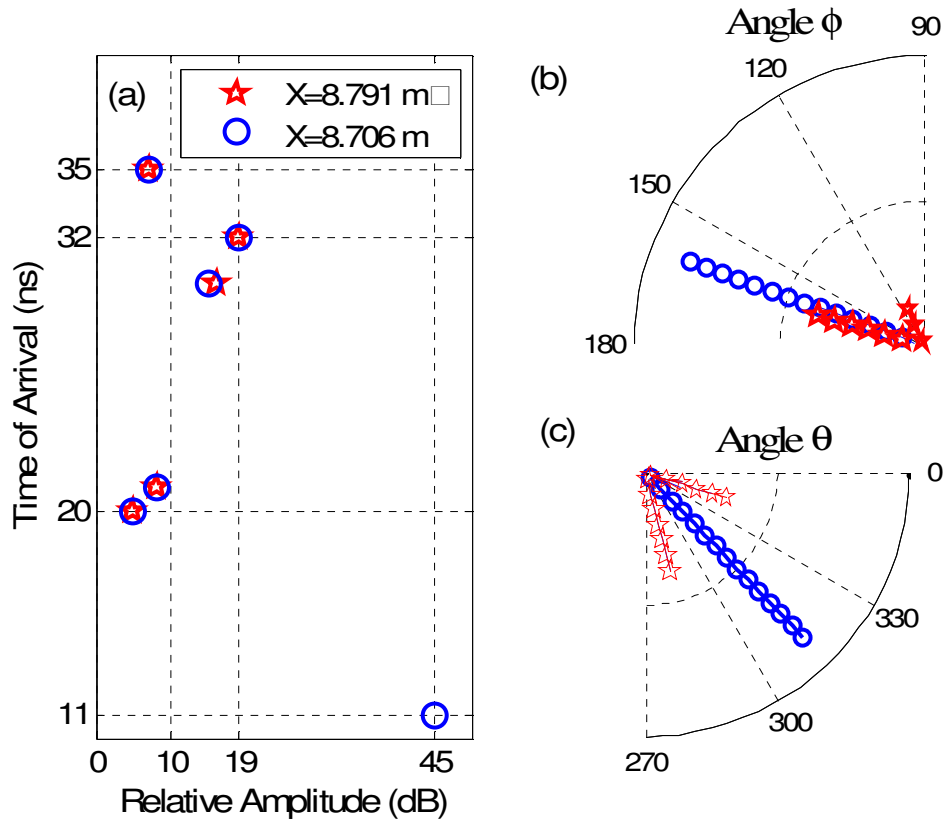 (a)
X=8.791 m□
X=8.706 m
35
32
20
11
0 10 19 45
Time of Arrival (ns)
Relative Amplitude (dB)
(b)
Angle ϕ
90
120
150
180
(c)
Angle θ
0
330
300
270